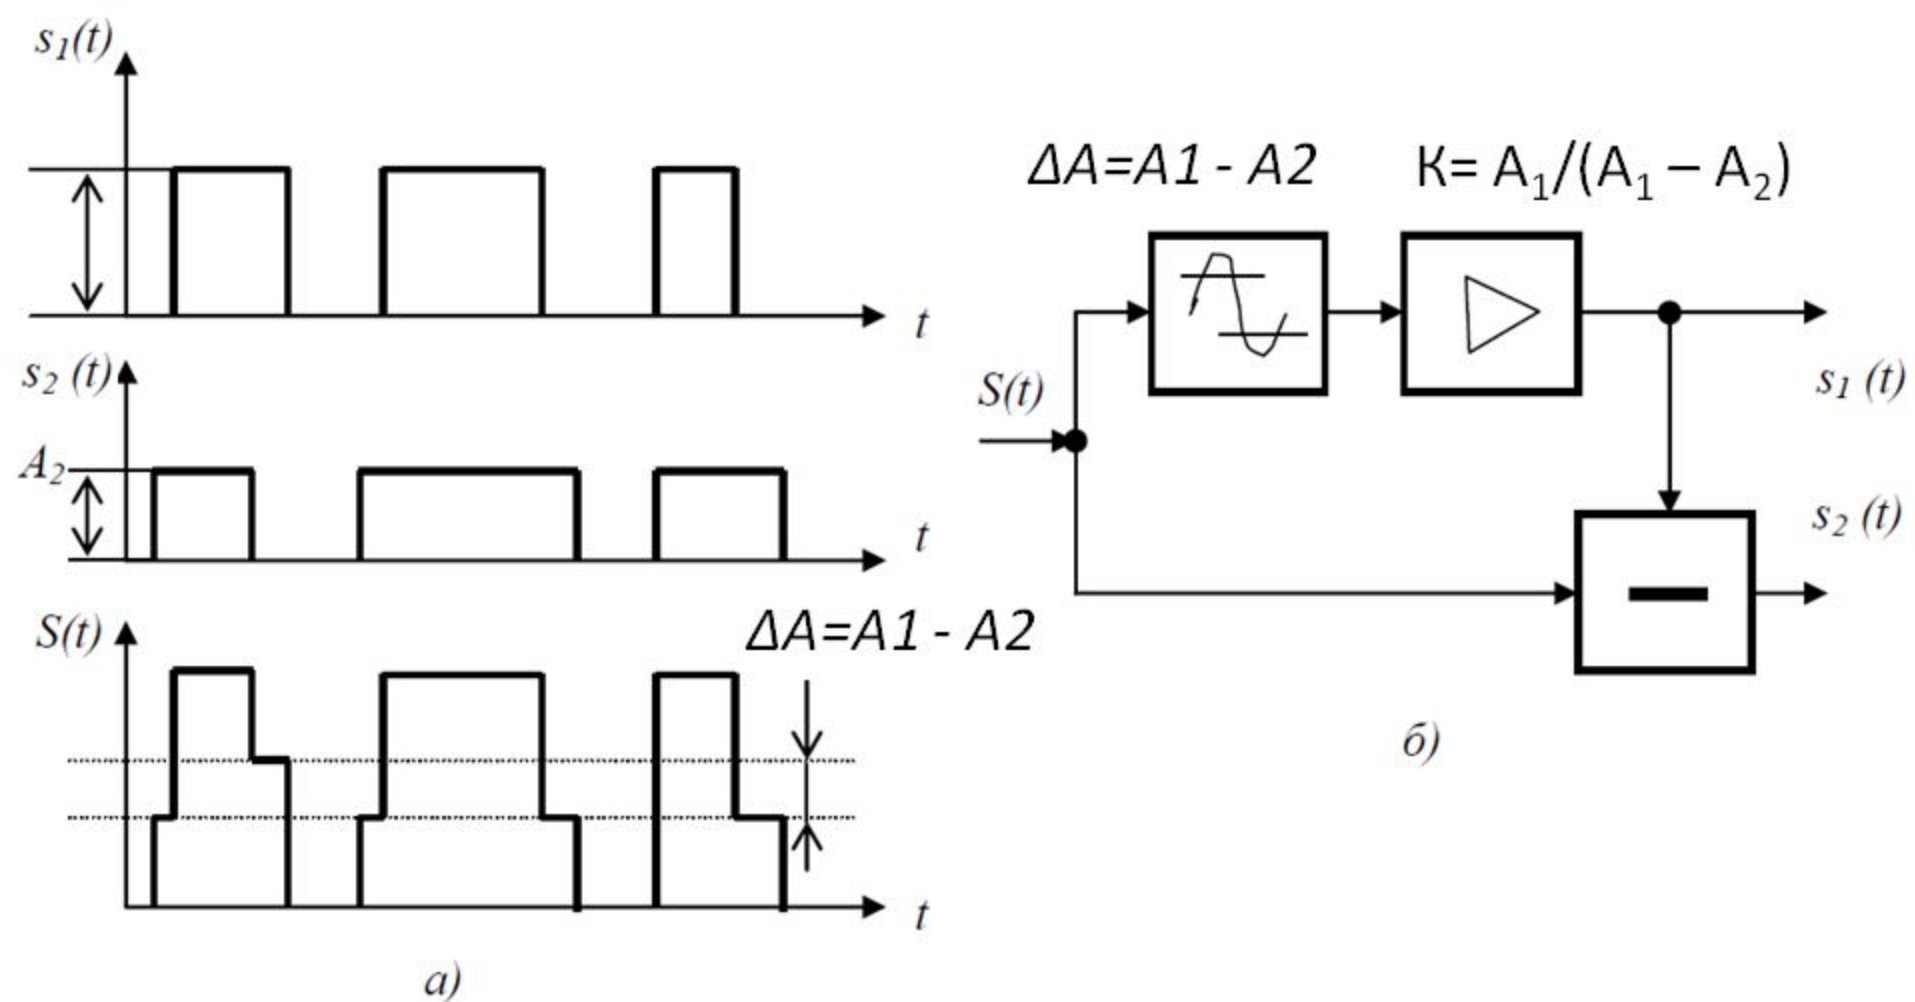 s₁(t)
t
s₂ (t)
A₂
t
S(t)
ΔA=A1 - A2
t
а)
ΔA=A1 - A2
К= A₁/(A₁ – A₂)
S(t)
s₁ (t)
s₂ (t)
б)